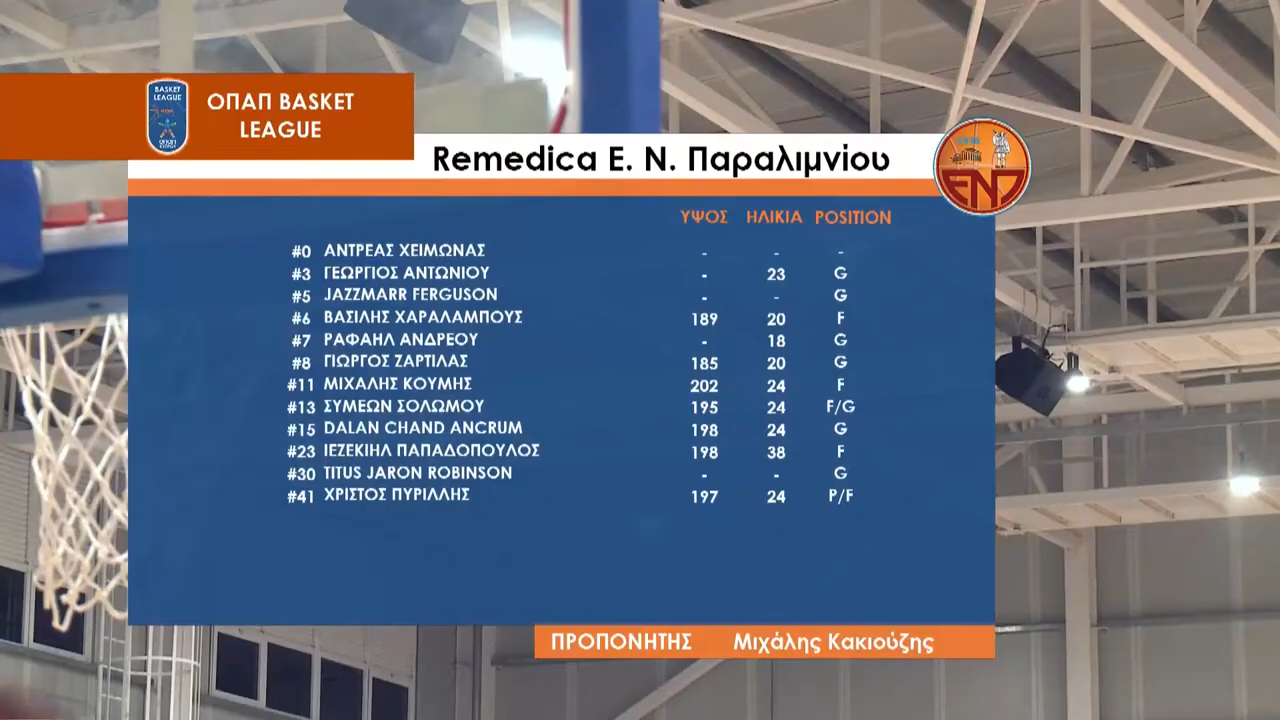 BASKET
LEAGUE
ΟΠΑΠ BASKET
LEAGUE
Remedica Ε. Ν. Παραλιμνίου
ΕΝΠ
ΥΨΟΣ ΗΛΙΚΙΑ POSITION
#0 ΑΝΤΡΕΑΣ ΧΕΙΜΩΝΑΣ - - -
#3 ΓΕΩΡΓΙΟΣ ΑΝΤΩΝΙΟΥ - 23 G
#5 JAZZMARR FERGUSON - - G
#6 ΒΑΣΙΛΗΣ ΧΑΡΑΛΑΜΠΟΥΣ 189 20 F
#7 ΡΑΦΑΗΛ ΑΝΔΡΕΟΥ - 18 G
#8 ΓΙΩΡΓΟΣ ΖΑΡΤΙΛΑΣ 185 20 G
#11 ΜΙΧΑΛΗΣ ΚΟΥΜΗΣ 202 24 F
#13 ΣΥΜΕΩΝ ΣΟΛΩΜΟΥ 195 24 F/G
#15 DALAN CHAND ANCRUM 198 24 G
#23 ΙΕΖΕΚΙΗΛ ΠΑΠΑΔΟΠΟΥΛΟΣ 198 38 F
#30 TITUS JARON ROBINSON - - G
#41 ΧΡΙΣΤΟΣ ΠΥΡΙΛΛΗΣ 197 24 P/F
ΠΡΟΠΟΝΗΤΗΣ Μιχάλης Κακιούζης